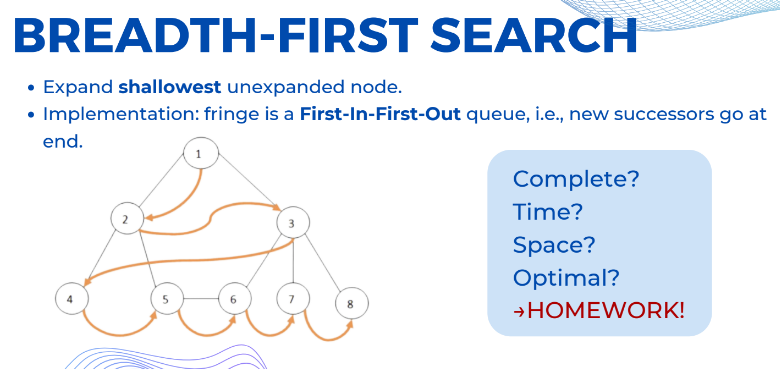 BREADTH-FIRST SEARCH
• Expand shallowest unexpanded node.
• Implementation: fringe is a First-In-First-Out queue, i.e., new successors go at
end.
1
2
3
4
5
6
7
8
Complete?
Time?
Space?
Optimal?
→HOMEWORK!